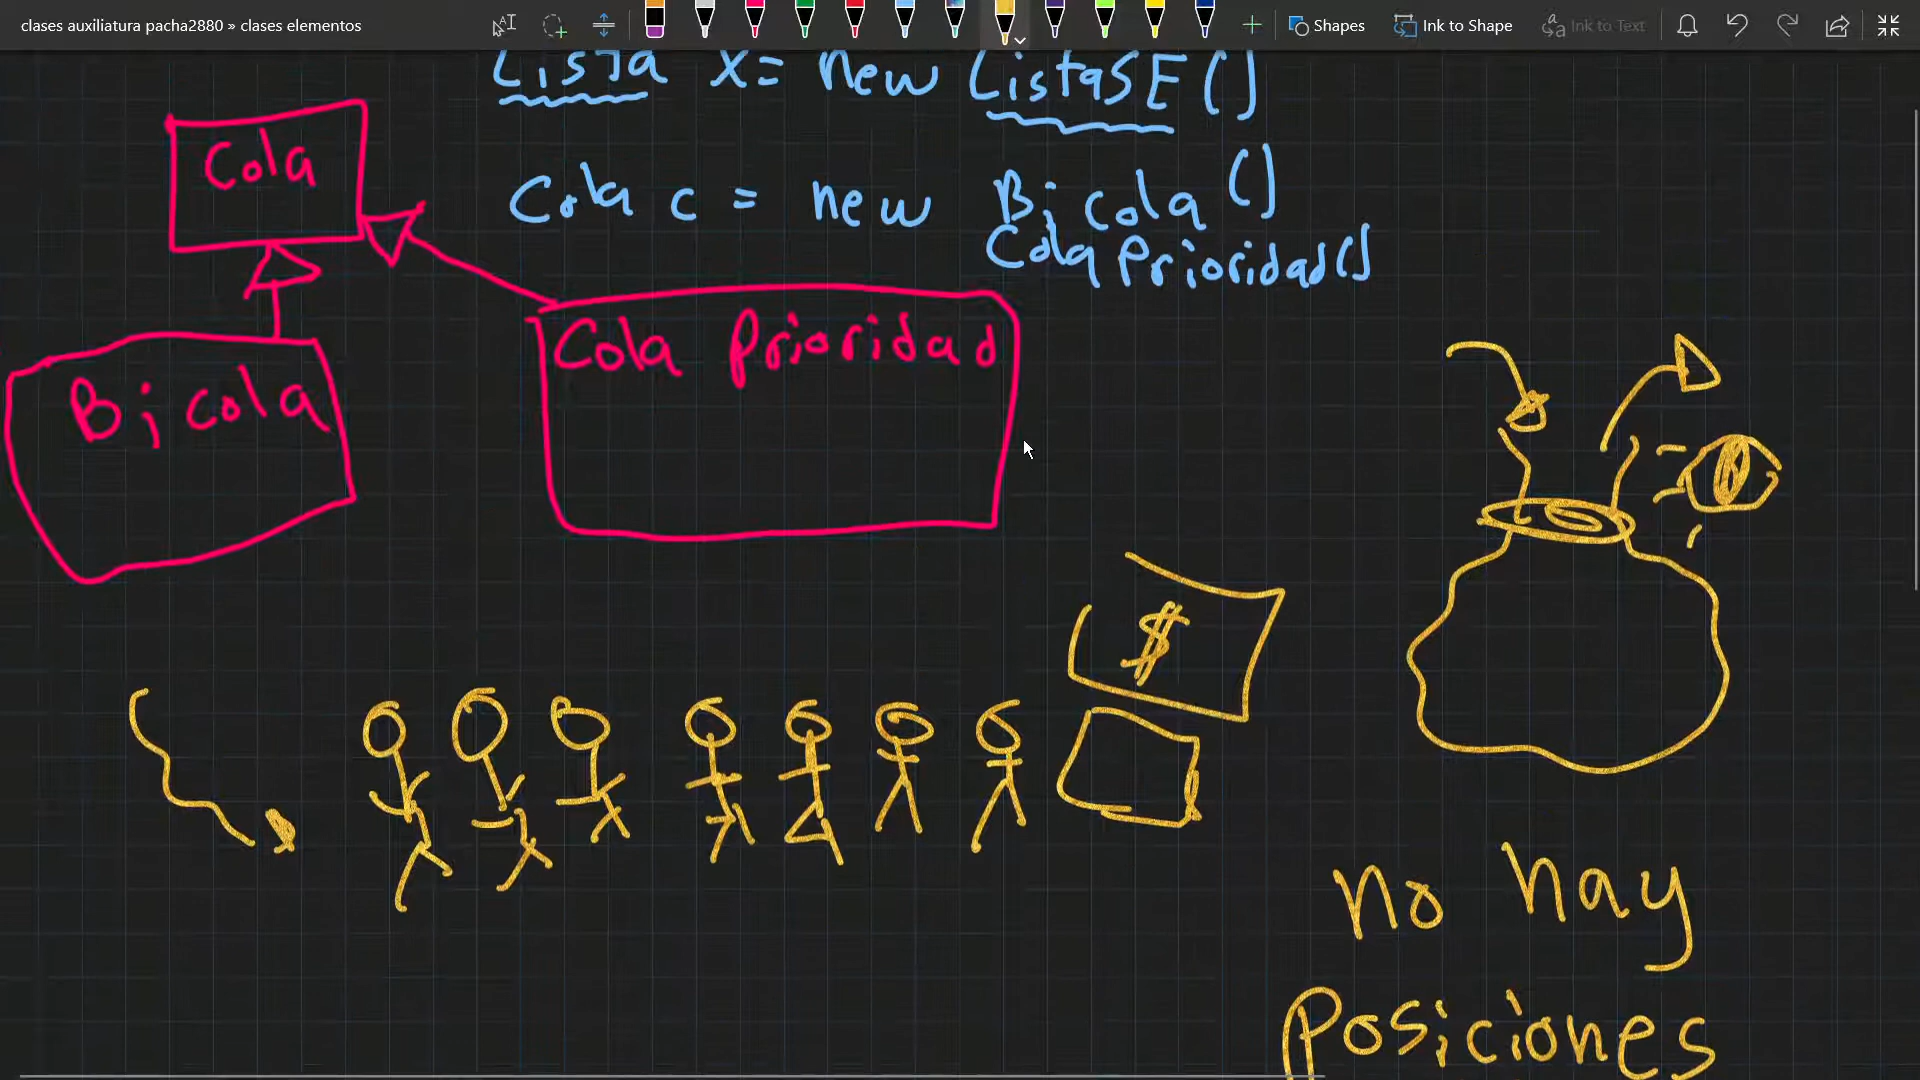 clases auxiliatura pacha2880 » clases elementos
Shapes
Ink to Shape
Ink to Text
Lista x= new ListaSE()
Cola
Cola c = new Bicola()
Cola Prioridad()
Cola Prioridad
Bicola
$
no hay
posiciones